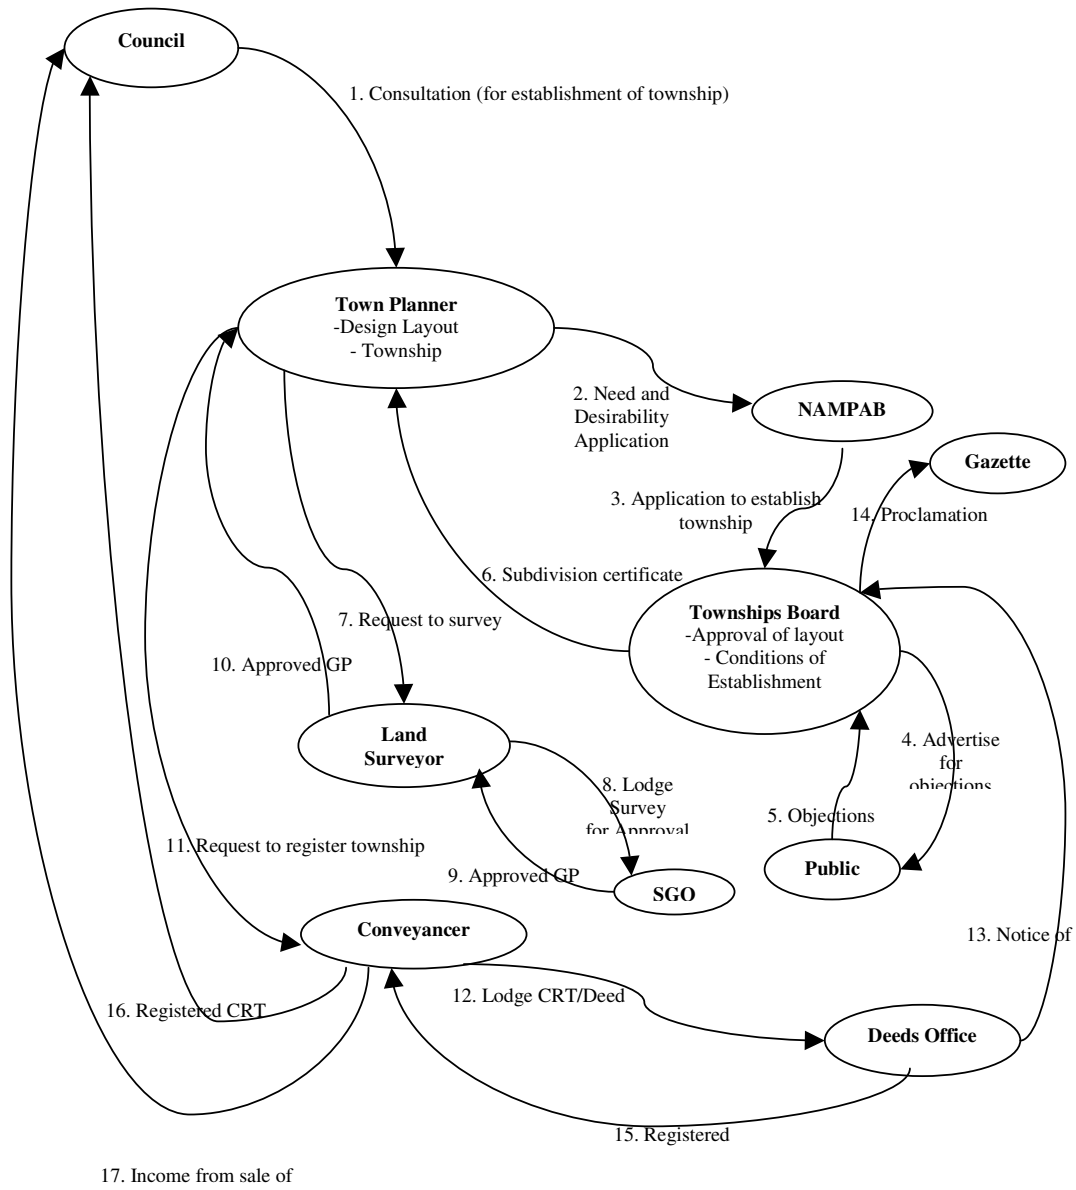 Council
1. Consultation (for establishment of township)
Town Planner
-Design Layout
- Township
2. Need and
Desirability
Application
NAMPAB
Gazette
3. Application to establish
township
14. Proclamation
6. Subdivision certificate
Townships Board
-Approval of layout
- Conditions of
Establishment
7. Request to survey
10. Approved GP
Land
Surveyor
4. Advertise
for
objections
8. Lodge
Survey
for Approval
5. Objections
11. Request to register township
9. Approved GP
Public
SGO
Conveyancer
13. Notice of
12. Lodge CRT/Deed
16. Registered CRT
Deeds Office
15. Registered
17. Income from sale of